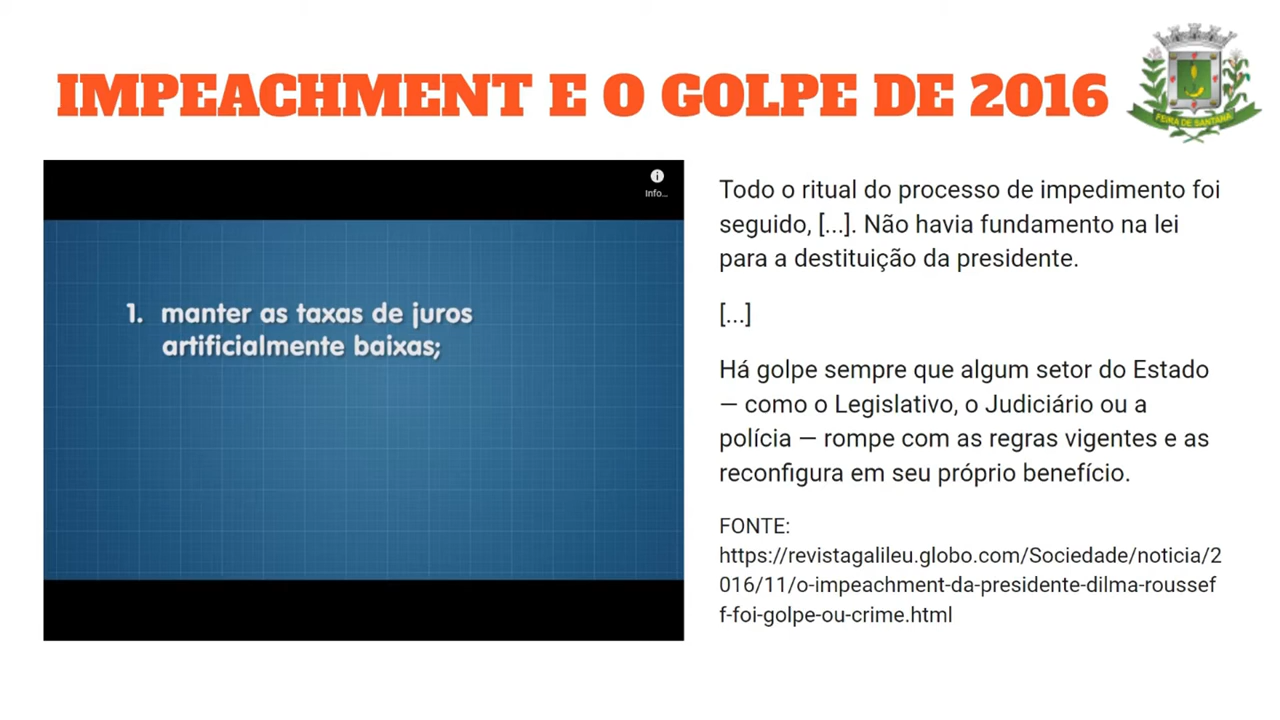 IMPEACHMENT E O GOLPE DE 2016
FEIRA DE SANTANA
Info...
1. manter as taxas de juros
artificialmente baixas;
Todo o ritual do processo de impedimento foi
seguido, [...]. Não havia fundamento na lei
para a destituição da presidente.
[...]
Há golpe sempre que algum setor do Estado
— como o Legislativo, o Judiciário ou a
polícia — rompe com as regras vigentes e as
reconfigura em seu próprio benefício.
FONTE:
https://revistagalileu.globo.com/Sociedade/noticia/2
016/11/o-impeachment-da-presidente-dilma-roussef
f-foi-golpe-ou-crime.html